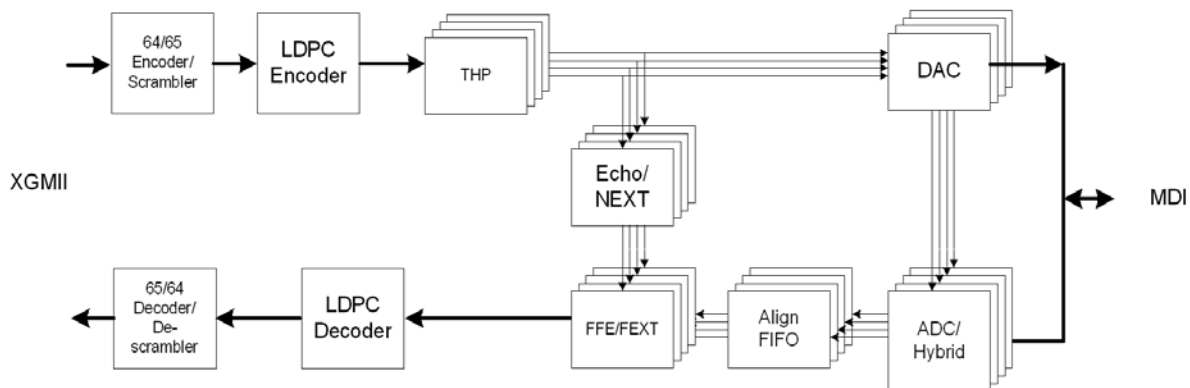 64/65
Encoder/
Scrambler
LDPC
Encoder
THP
DAC
Echo/
NEXT
XGMII
MDI
65/64
Decoder/
De-
scrambler
LDPC
Decoder
FFE/FEXT
Align
FIFO
ADC/
Hybrid